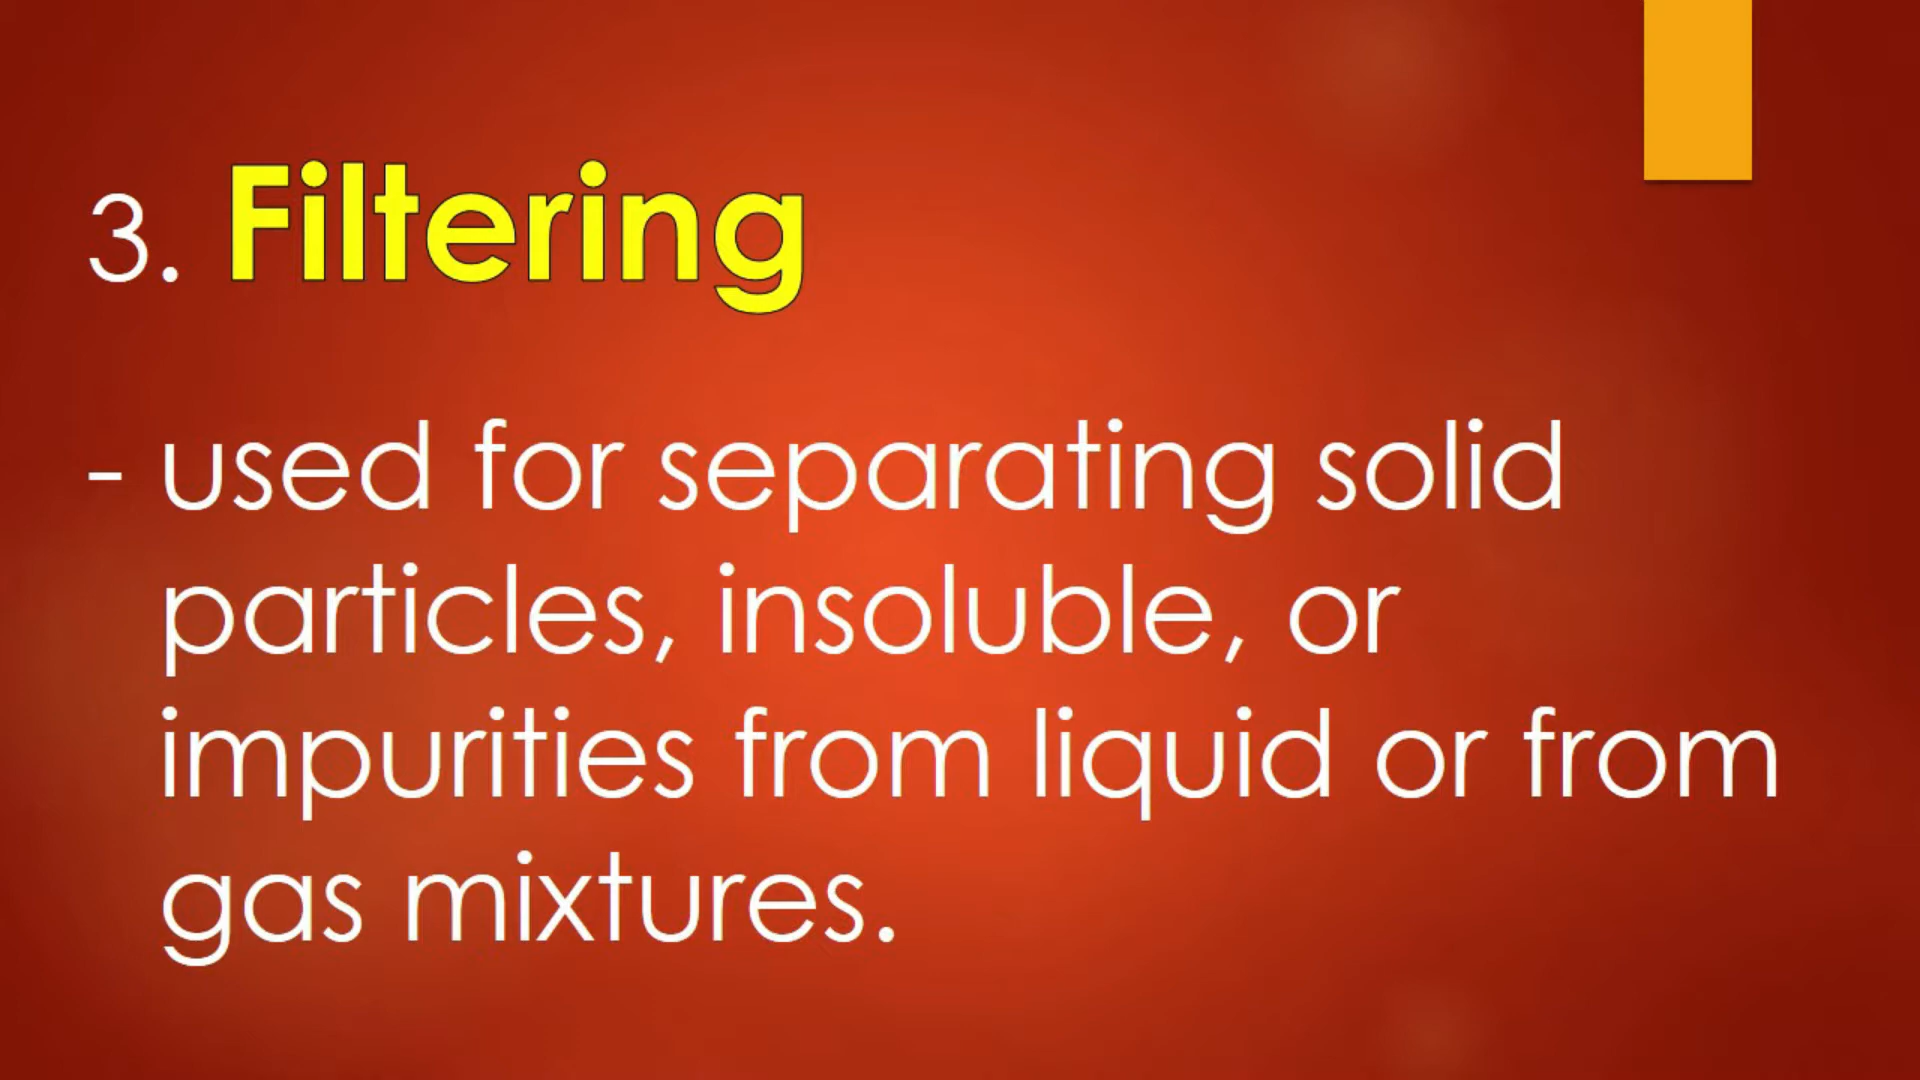 3. Filtering
- used for separating solid
particles, insoluble, or
impurities from liquid or from
gas mixtures.